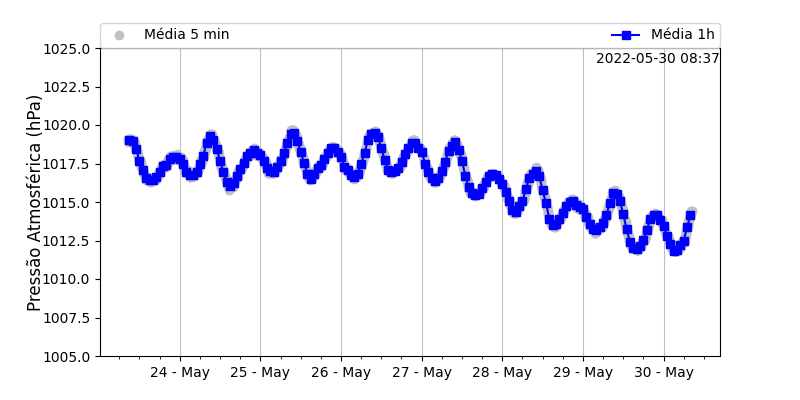 Média 5 min
Média 1h
2022-05-30 08:37
Pressão Atmosférica (hPa)
1025.0
1022.5
1020.0
1017.5
1015.0
1012.5
1010.0
1007.5
1005.0
24 - May
25 - May
26 - May
27 - May
28 - May
29 - May
30 - May